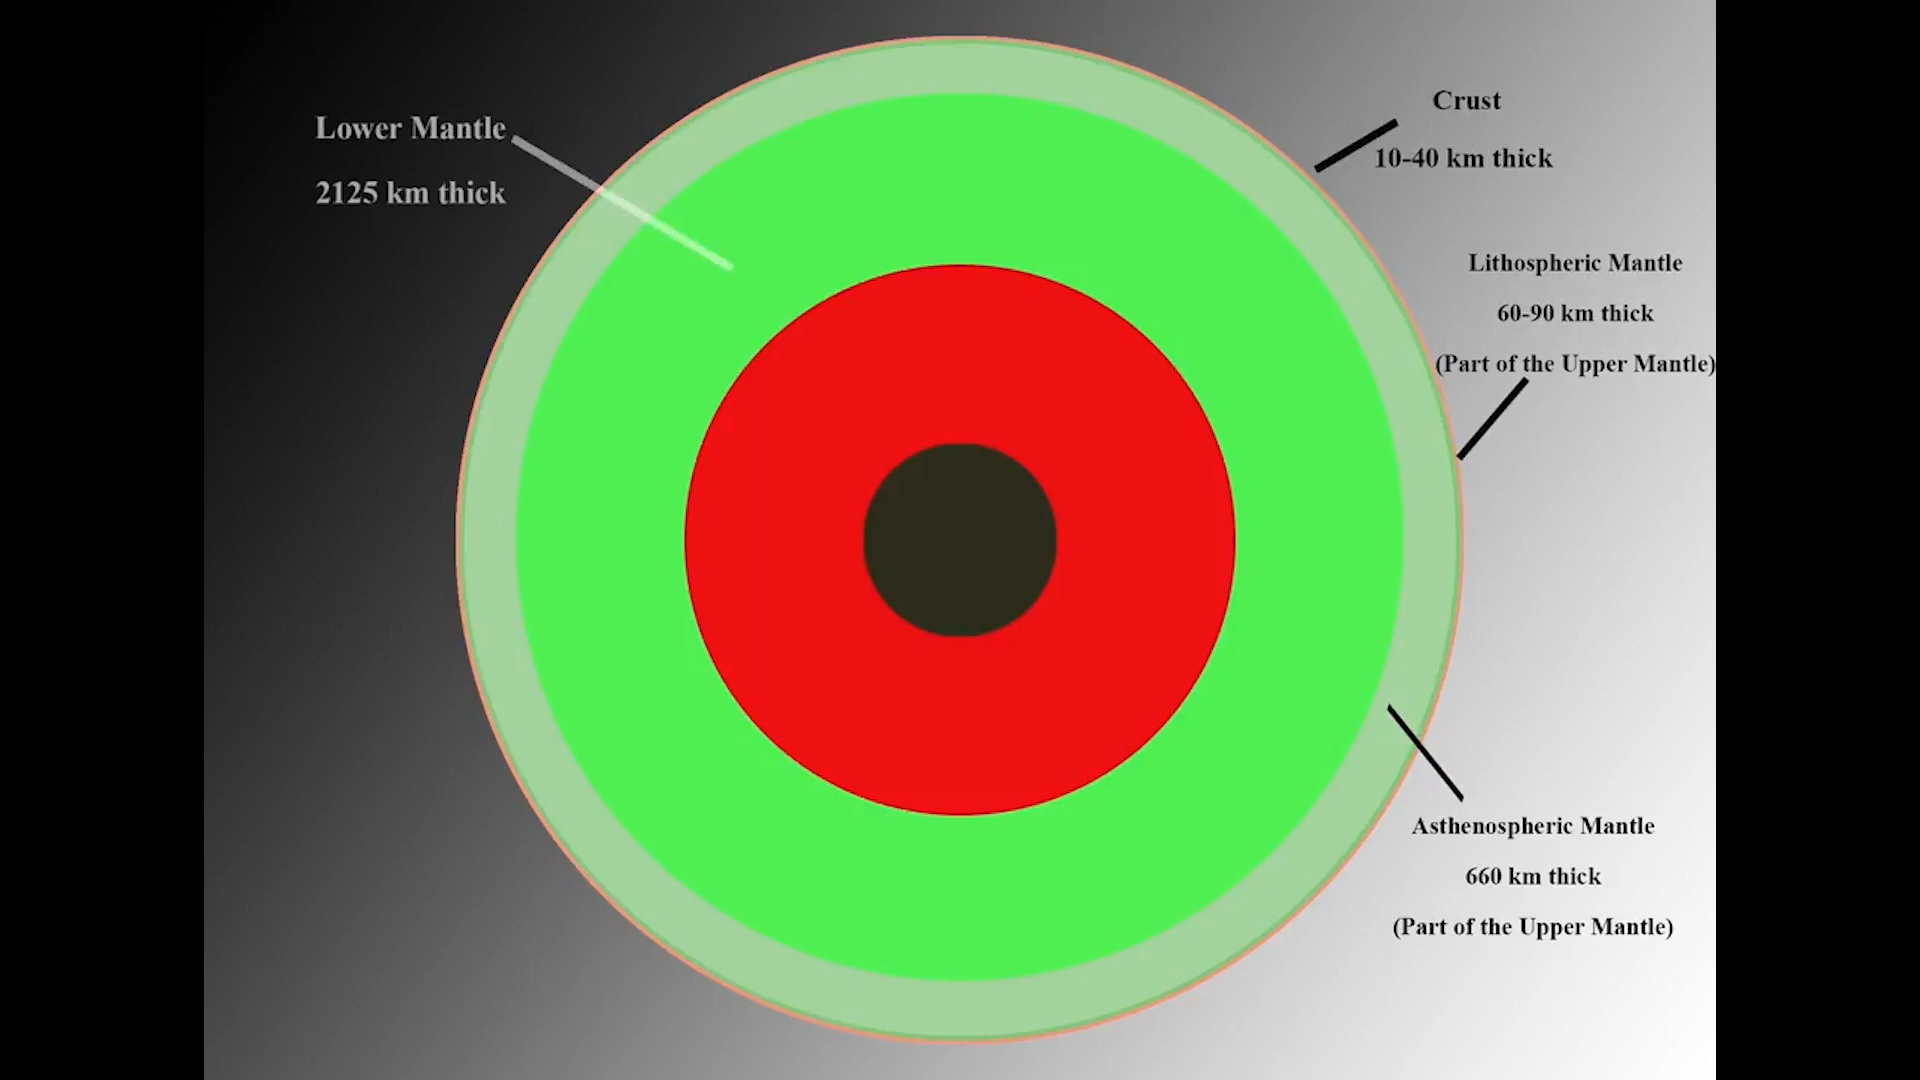 Lower Mantle
2125 km thick
Crust
10-40 km thick
Lithospheric Mantle
60-90 km thick
(Part of the Upper Mantle)
Asthenospheric Mantle
660 km thick
(Part of the Upper Mantle)